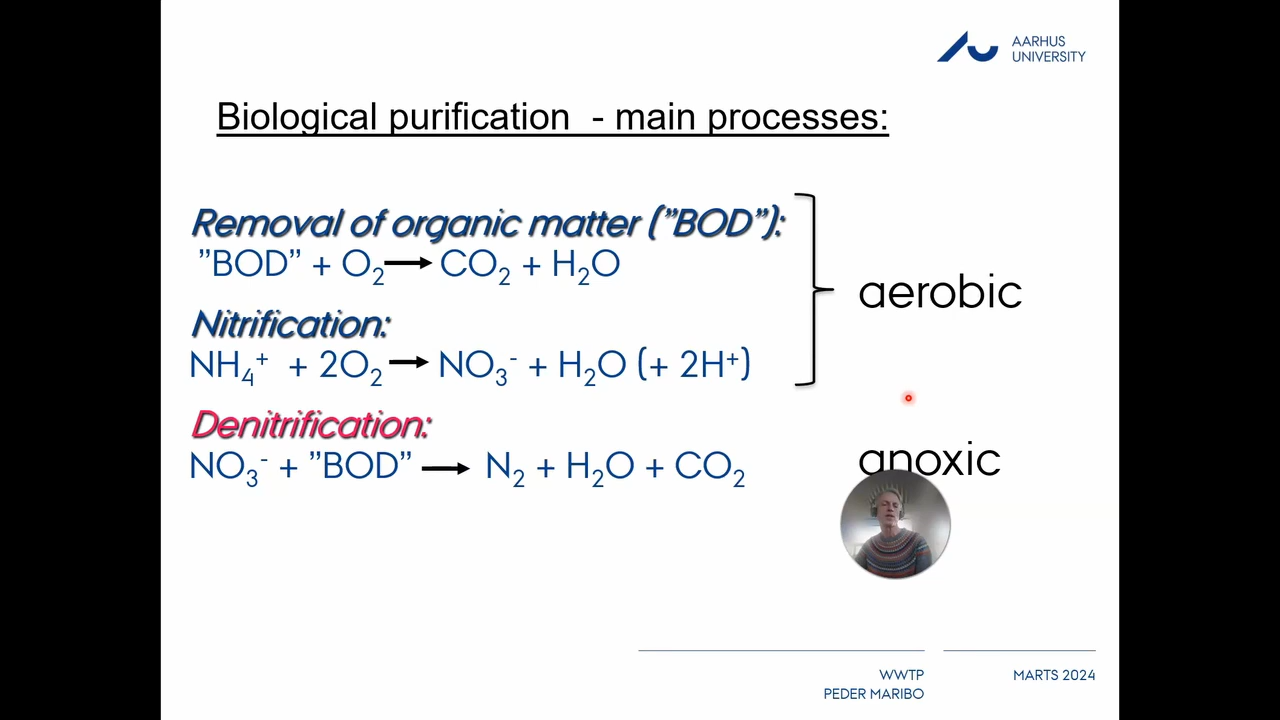 AARHUS
UNIVERSITY
Biological purification - main processes:
Removal of organic matter ("BOD"):
"BOD" + O₂ → CO₂ + H₂O
aerobic
Nitrification:
NH₄⁺ + 2O₂ → NO₃⁻ + H₂O (+ 2H⁺)
Denitrification:
NO₃⁻ + "BOD" → N₂ + H₂O + CO₂
anoxic
WWTP
PEDER MARIBO
MARTS 2024